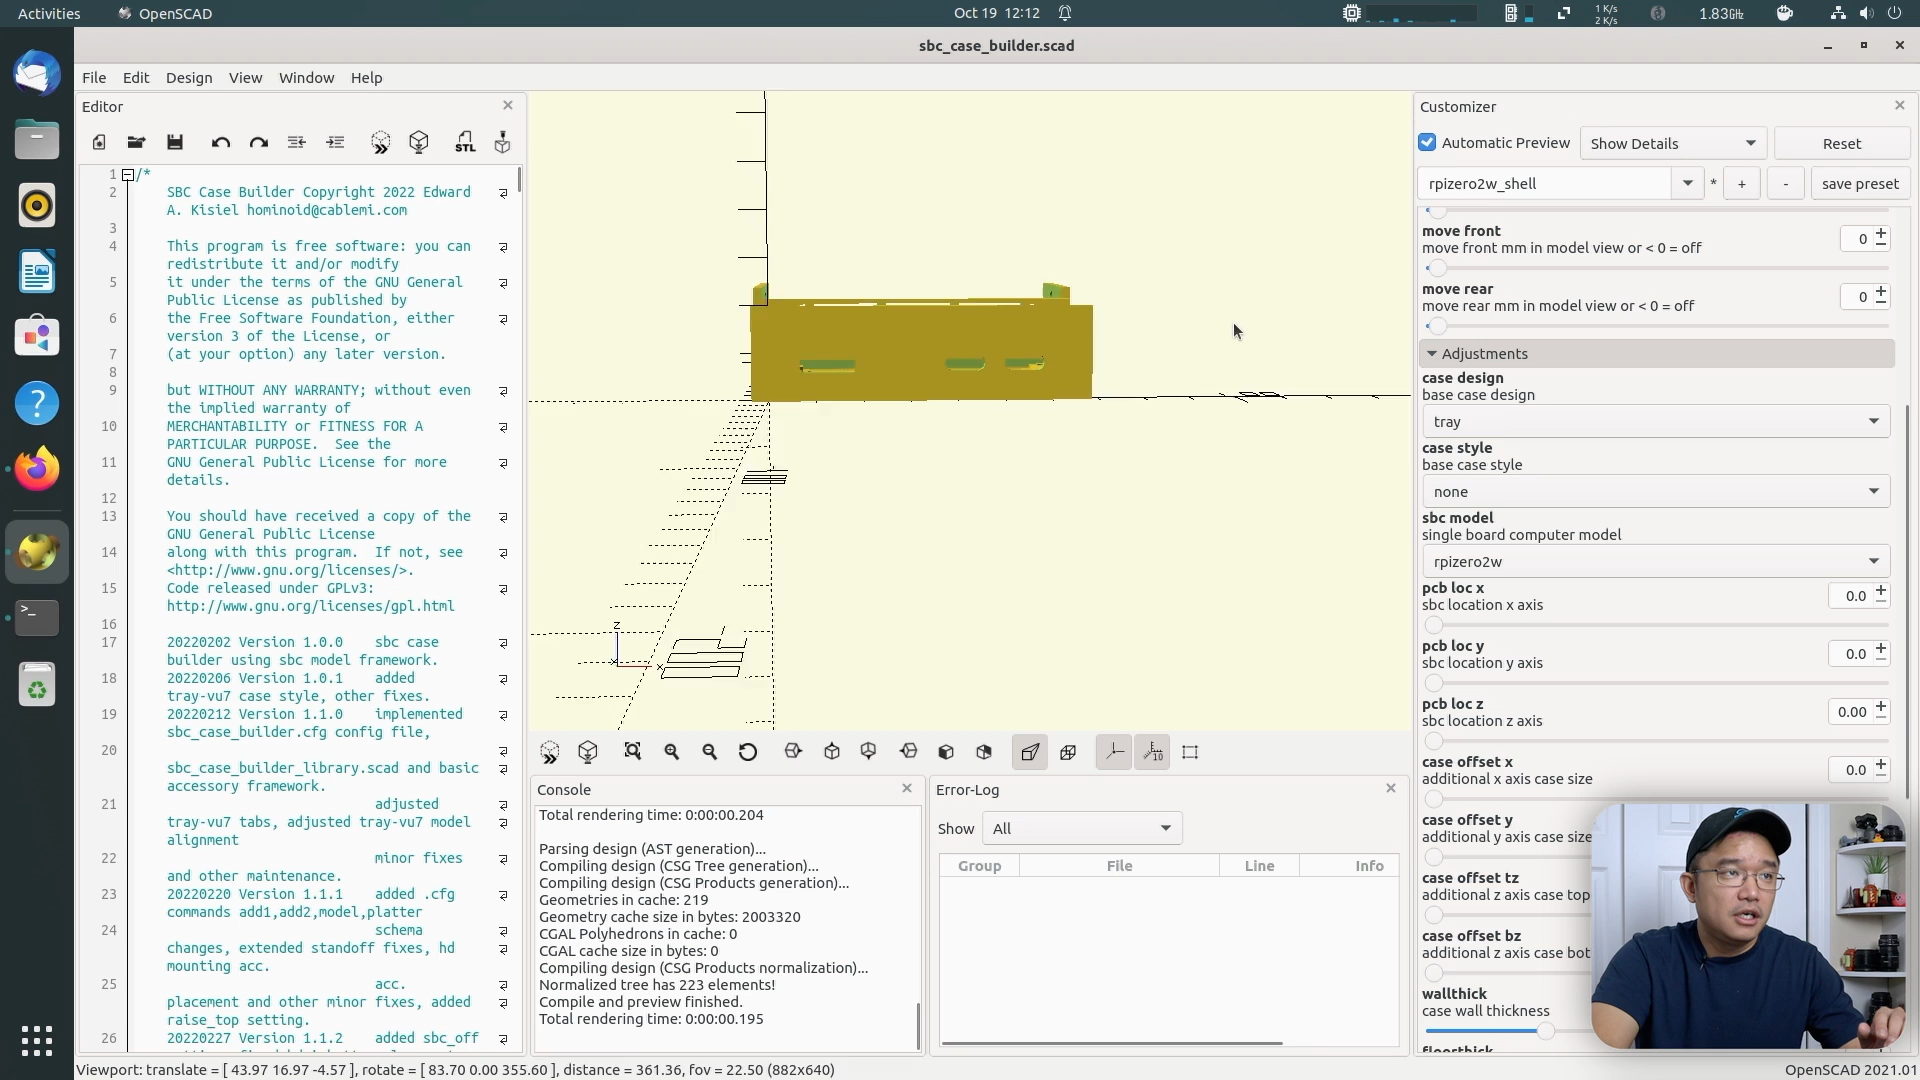 Activities
OpenSCAD
Oct 19 12:12
1 K/s
2 K/s
1.83GHz
sbc_case_builder.scad
File Edit Design View Window Help
Editor
STL
1 /*
2 SBC Case Builder Copyright 2022 Edward
A. Kisiel hominoid@cablemi.com
3
4 This program is free software: you can
redistribute it and/or modify
5 it under the terms of the GNU General
Public License as published by
6 the Free Software Foundation, either
version 3 of the License, or
7 (at your option) any later version.
8
9 but WITHOUT ANY WARRANTY; without even
the implied warranty of
10 MERCHANTABILITY or FITNESS FOR A
PARTICULAR PURPOSE.  See the
11 GNU General Public License for more
details.
12
13 You should have received a copy of the
GNU General Public License
14 along with this program.  If not, see
<http://www.gnu.org/licenses/>.
15 Code released under GPLv3:
http://www.gnu.org/licenses/gpl.html
16
17 20220202 Version 1.0.0    sbc case
builder using sbc model framework.
18 20220206 Version 1.0.1    added
tray-vu7 case style, other fixes.
19 20220212 Version 1.1.0    implemented
sbc_case_builder.cfg config file,
20
sbc_case_builder_library.scad and basic
accessory framework.
21 adjusted
tray-vu7 tabs, adjusted tray-vu7 model
alignment
22 minor fixes
and other maintenance.
23 20220220 Version 1.1.1    added .cfg
commands add1,add2,model,platter
24 schema
changes, extended standoff fixes, hd
mounting acc.
25 acc.
placement and other minor fixes, added
raise_top setting.
26 20220227 Version 1.1.2    added sbc_off
z
x
10
Console
Total rendering time: 0:00:00.204
Parsing design (AST generation)...
Compiling design (CSG Tree generation)...
Compiling design (CSG Products generation)...
Geometries in cache: 219
Geometry cache size in bytes: 2003320
CGAL Polyhedrons in cache: 0
CGAL cache size in bytes: 0
Compiling design (CSG Products normalization)...
Normalized tree has 223 elements!
Compile and preview finished.
Total rendering time: 0:00:00.195
Error-Log
Show All
Group File Line Info
Customizer
Automatic Preview Show Details Reset
rpizero2w_shell * + - save preset
move front
move front mm in model view or < 0 = off
0
move rear
move rear mm in model view or < 0 = off
0
Adjustments
case design
base case design
tray
case style
base case style
none
sbc model
single board computer model
rpizero2w
pcb loc x
sbc location x axis
0.0
pcb loc y
sbc location y axis
0.0
pcb loc z
sbc location z axis
0.00
case offset x
additional x axis case size
0.0
case offset y
additional y axis case size
case offset tz
additional z axis case top
case offset bz
additional z axis case bot
wallthick
case wall thickness
floorthick
Viewport: translate = [ 43.97 16.97 -4.57 ], rotate = [ 83.70 0.00 355.60 ], distance = 361.36, fov = 22.50 (882x640)
OpenSCAD 2021.01